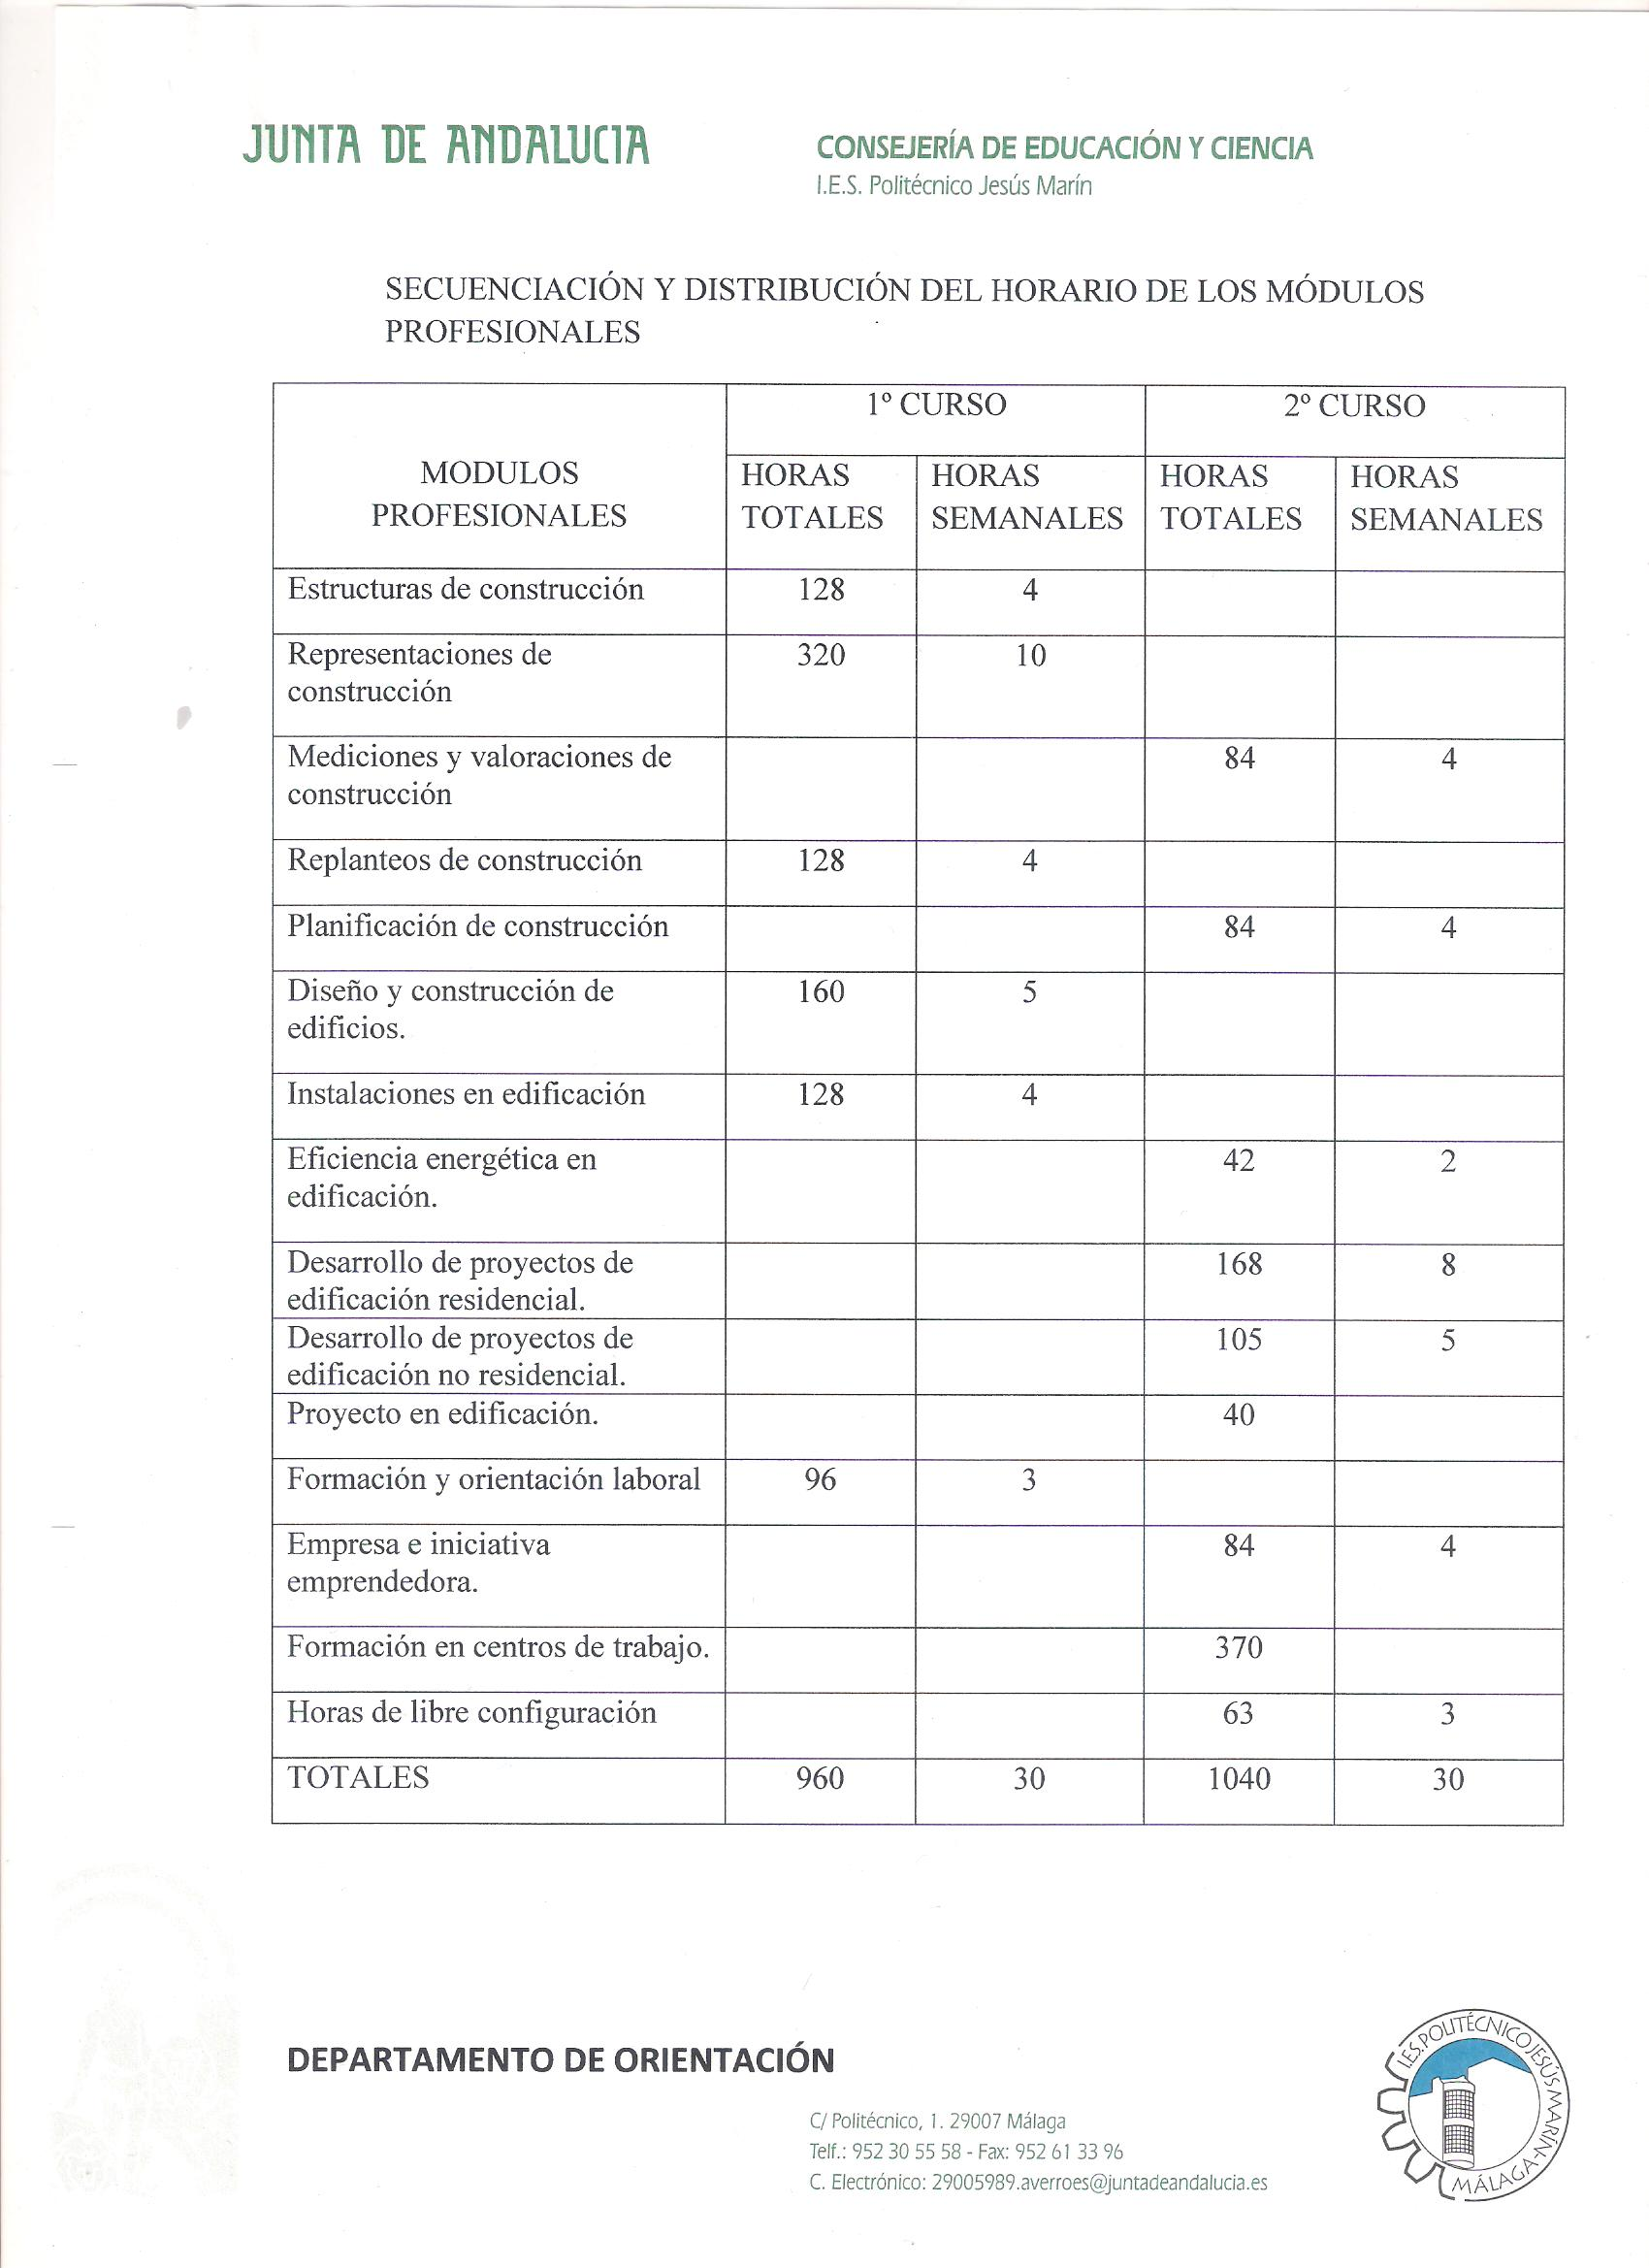 JUNTA DE ANDALUCIA
CONSEJERÍA DE EDUCACIÓN Y CIENCIA
I.E.S. Politécnico Jesús Marín
SECUENCIACIÓN Y DISTRIBUCIÓN DEL HORARIO DE LOS MÓDULOS
PROFESIONALES
MODULOS
PROFESIONALES
1º CURSO
2º CURSO
HORAS
TOTALES
HORAS
SEMANALES
HORAS
TOTALES
HORAS
SEMANALES
Estructuras de construcción 128 4
Representaciones de 320 10
construcción
Mediciones y valoraciones de 84 4
construcción
Replanteos de construcción 128 4
Planificación de construcción 84 4
Diseño y construcción de 160 5
edificios.
Instalaciones en edificación 128 4
Eficiencia energética en 42 2
edificación.
Desarrollo de proyectos de 168 8
edificación residencial.
Desarrollo de proyectos de 105 5
edificación no residencial.
Proyecto en edificación. 40
Formación y orientación laboral 96 3
Empresa e iniciativa 84 4
emprendedora.
Formación en centros de trabajo. 370
Horas de libre configuración 63 3
TOTALES 960 30 1040 30
DEPARTAMENTO DE ORIENTACIÓN
C/ Politécnico, 1. 29007 Málaga
Telf.: 952 30 55 58 - Fax: 952 61 33 96
C. Electrónico: 29005989.averroes@juntadeandalucia.es
I.E.S. POLITÉCNICO JESÚS MARÍN - MÁLAGA